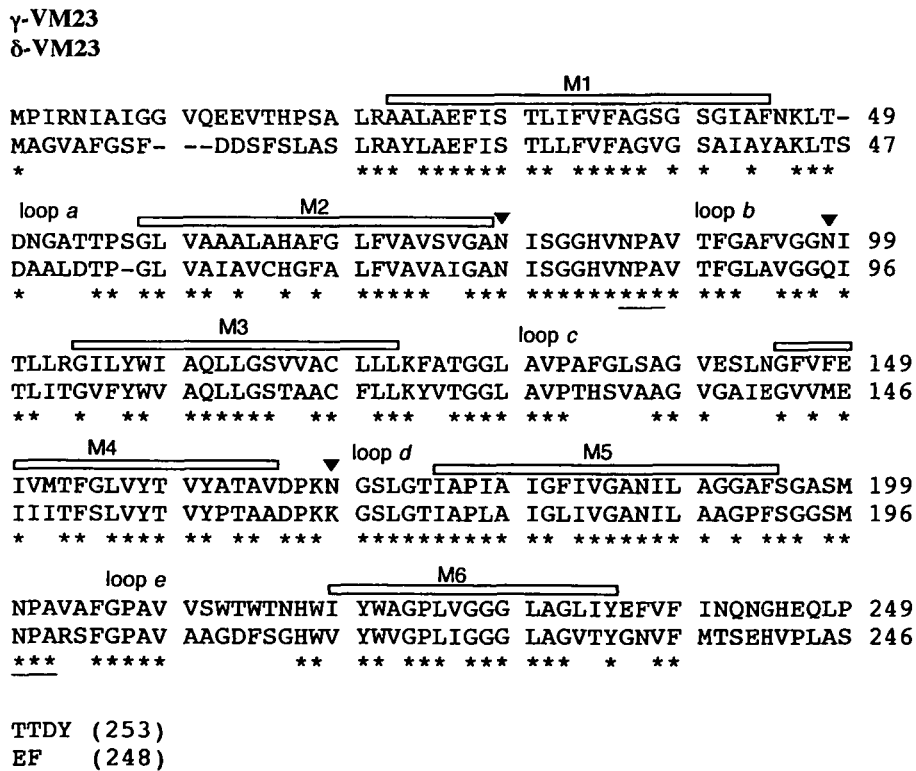 γ-VM23
δ-VM23
M1
MPIRNIAIGG VQEEVTHPSA LRAALAEFIS TLIFVFAGSG SGIAFNKLT- 49
MAGVAFGSF- --DDSFSLAS LRAYLAEFIS TLLFVFAGVG SAIAYAKLTS 47
* *** ****** ** ***** * * * ***
loop a M2 ▼ loop b ▼
DNGATTPSGL VAAALAHAFG LFVAVSVGAN ISGGHVNPAV TFGAFVGGNI 99
DAALDTP-GL VAIAVCHGFA LFVAVAIGAN ISGGHVNPAV TFGLAVGGQI 96
* ** ** ** * * * ***** *** ********** *** *** *
M3 loop c
TLLRGILYWI AQLLGSVVAC LLLKFATGGL AVPAFGLSAG VESLNGFVFE 149
TLITGVFYWV AQLLGSTAAC FLLKYVTGGL AVPTHSVAAG VGAIEGVVME 146
** * ** ****** ** *** **** *** ** * * * *
M4 ▼ loop d M5
IVMTFGLVYT VYATAVDPKN GSLGTIAPIA IGFIVGANIL AGGAFSGASM 199
IIITFSLVYT VYPTAADPKK GSLGTIAPLA IGLIVGANIL AAGPFSGGSM 196
* ** **** ** ** *** ******** * ** ******* * * *** **
loop e M6
NPAVAFGPAV VSWTWTNHWI YWAGPLVGGG LAGLIYEFVF INQNGHEQLP 249
NPARSFGPAV AAGDFSGHWV YWVGPLIGGG LAGVTYGNVF MTSEHVPLAS 246
*** ***** ** ** *** *** *** * **
TTDY (253)
EF (248)